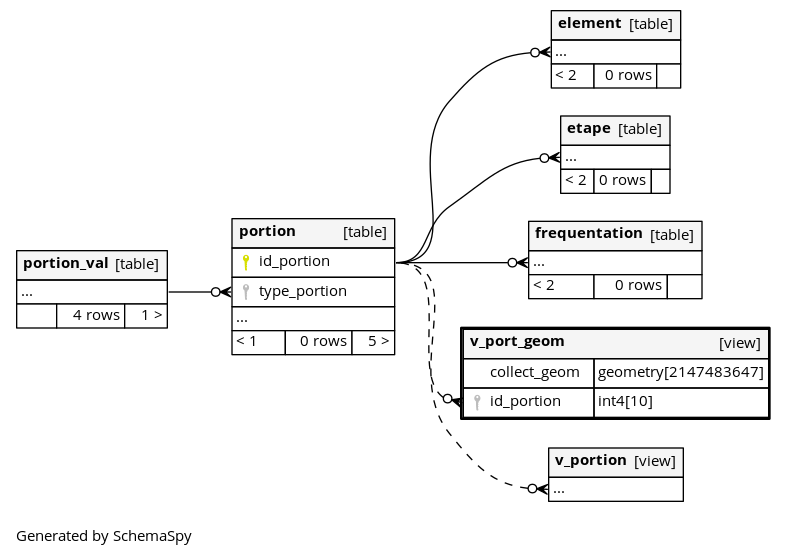 element [table]
...
< 2 0 rows
etape [table]
...
< 2 0 rows
portion [table]
id_portion
type_portion
...
< 1 0 rows 5 >
frequentation [table]
...
< 2 0 rows
portion_val [table]
...
4 rows 1 >
v_port_geom [view]
collect_geom geometry[2147483647]
id_portion int4[10]
v_portion [view]
...
Generated by SchemaSpy